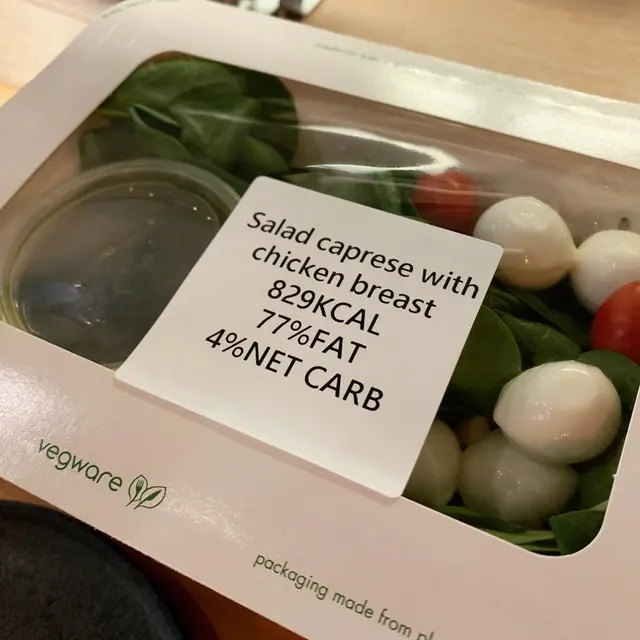 Salad caprese with
chicken breast
829KCAL
77%FAT
4%NET CARB
vegware
packaging made from